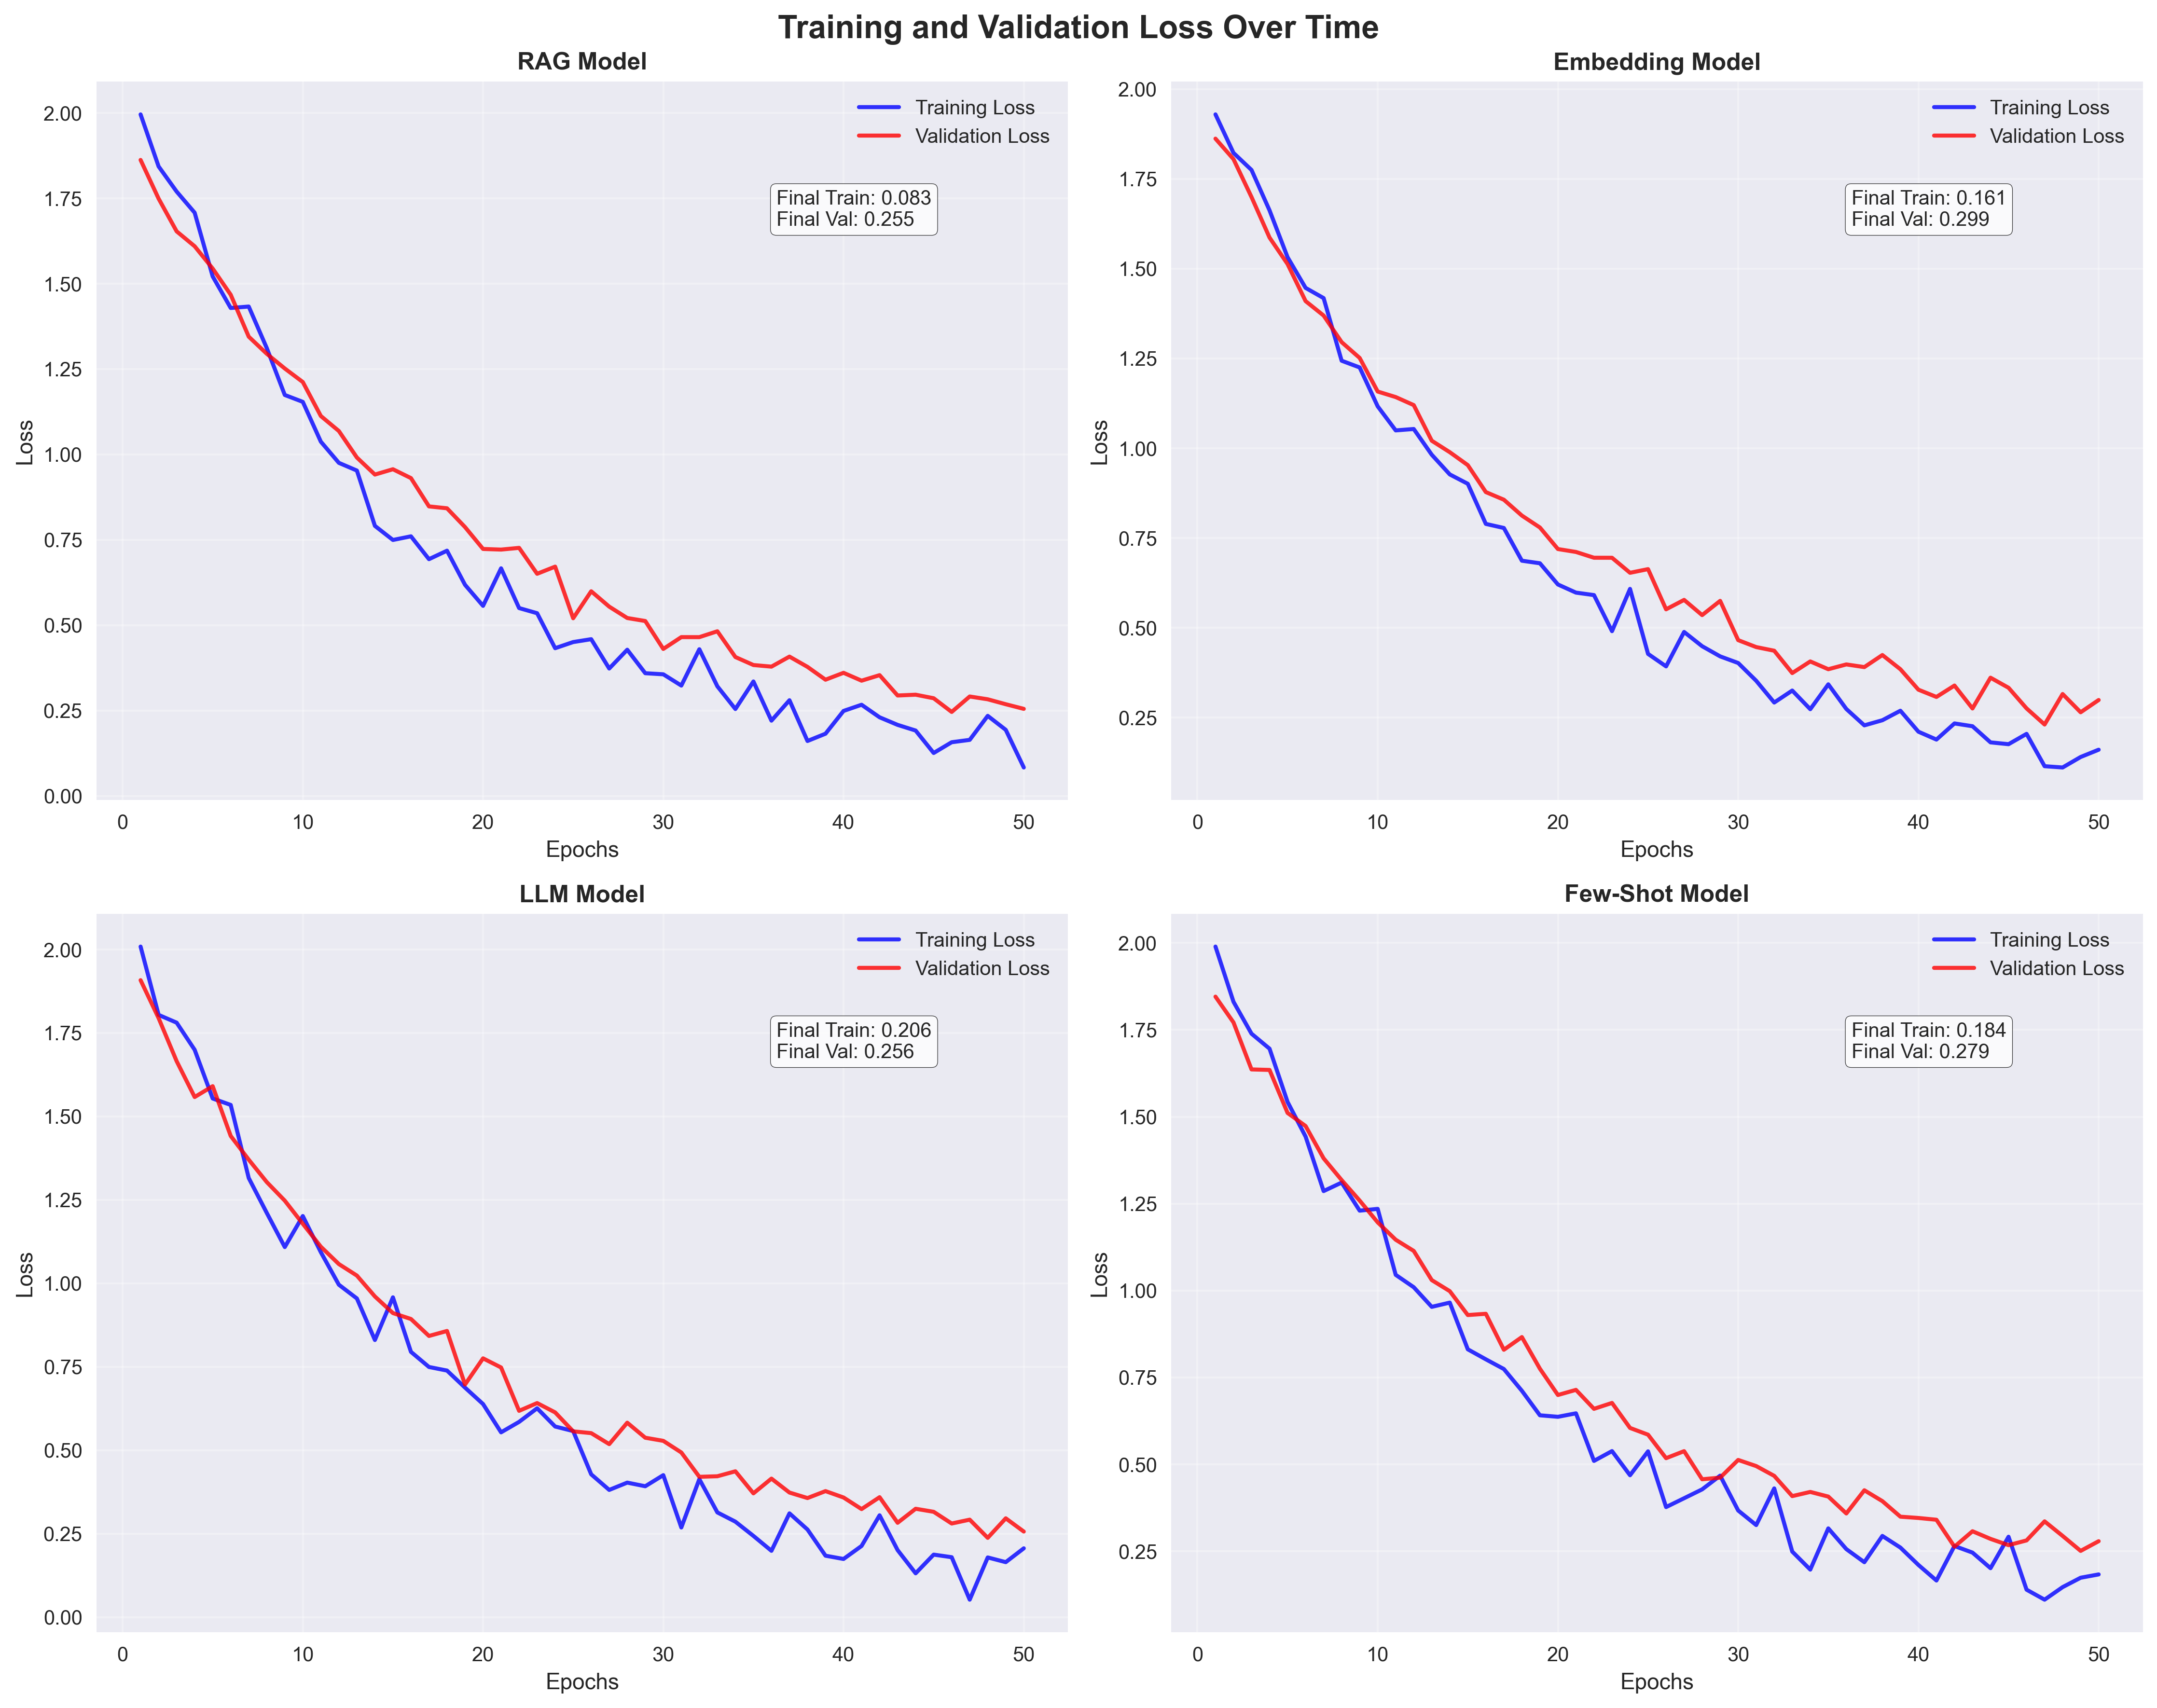 Training and Validation Loss Over Time
RAG Model
Training Loss
Validation Loss
Final Train: 0.083
Final Val: 0.255
2.00
1.75
1.50
1.25
1.00
0.75
0.50
0.25
0.00
Loss
0 10 20 30 40 50
Epochs
Embedding Model
Training Loss
Validation Loss
Final Train: 0.161
Final Val: 0.299
2.00
1.75
1.50
1.25
1.00
0.75
0.50
0.25
Loss
0 10 20 30 40 50
Epochs
LLM Model
Training Loss
Validation Loss
Final Train: 0.206
Final Val: 0.256
2.00
1.75
1.50
1.25
1.00
0.75
0.50
0.25
0.00
Loss
0 10 20 30 40 50
Epochs
Few-Shot Model
Training Loss
Validation Loss
Final Train: 0.184
Final Val: 0.279
2.00
1.75
1.50
1.25
1.00
0.75
0.50
0.25
Loss
0 10 20 30 40 50
Epochs